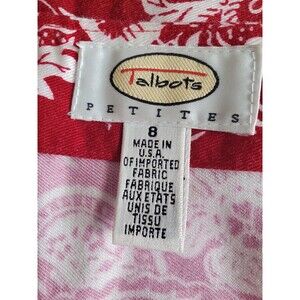 Talbots
PETITES
8
MADE IN
U.S.A.
OF IMPORTED
FABRIC
FABRIQUE
AUX ETATS
UNIS DE
TISSU
IMPORTE